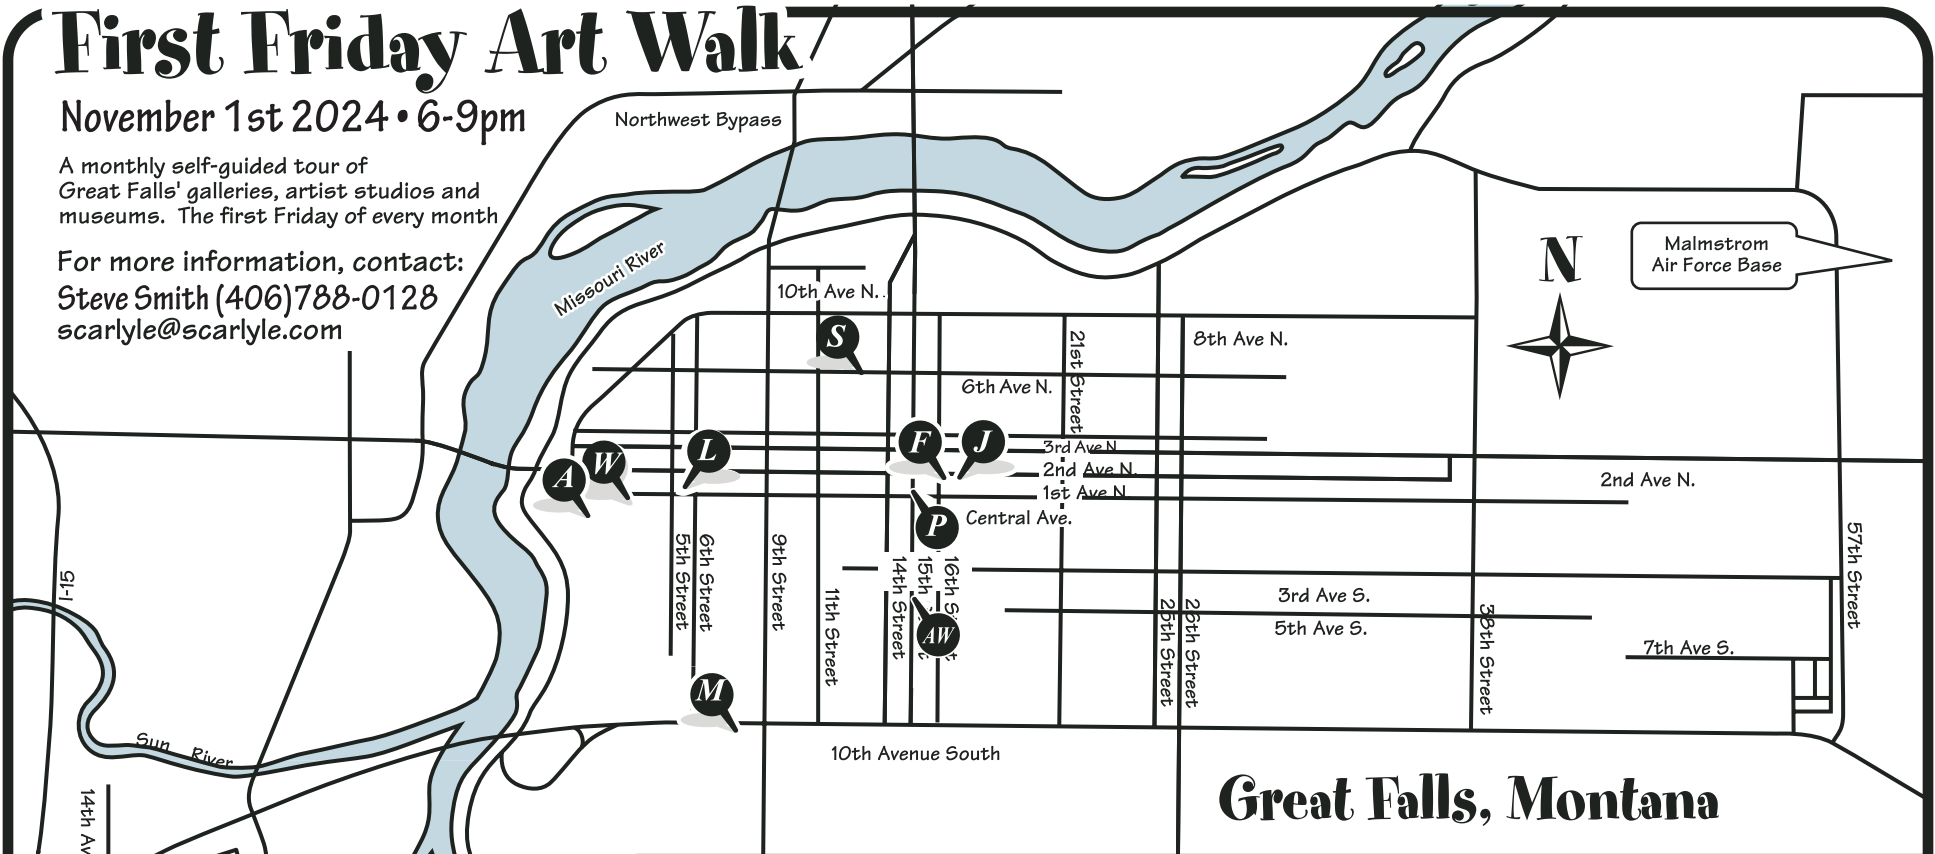 First Friday Art Walk
November 1st 2024 • 6-9pm
A monthly self-guided tour of
Great Falls' galleries, artist studios and
museums.  The first Friday of every month
For more information, contact:
Steve Smith (406)788-0128
scarlyle@scarlyle.com
Northwest Bypass
Missouri River
N
Malmstrom
Air Force Base
10th Ave N.
S
8th Ave N.
21st Street
6th Ave N.
F
J
L
W
A
3rd Ave N
2nd Ave N.
2nd Ave N.
1st Ave N
P
Central Ave.
5th Street
6th Street
9th Street
11th Street
14th Street
15th
16th
AW
25th Street
26th Street
38th Street
57th Street
3rd Ave S.
5th Ave S.
7th Ave S.
I-15
M
Sun River
10th Avenue South
14th Av
Great Falls, Montana